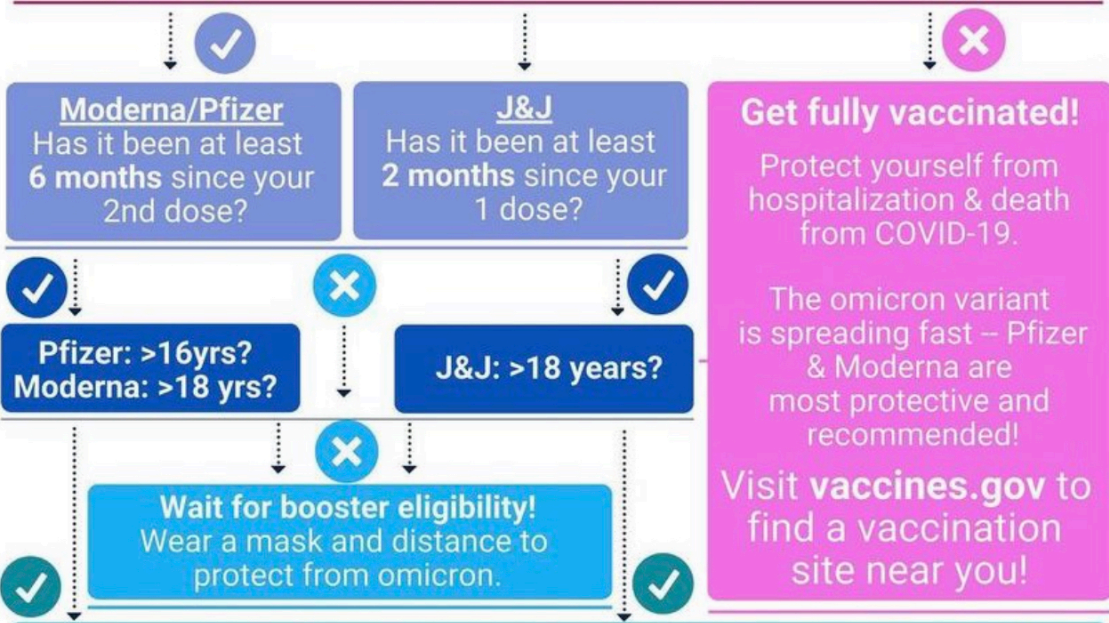 Moderna/Pfizer
Has it been at least
6 months since your
2nd dose?
J&J
Has it been at least
2 months since your
1 dose?
Get fully vaccinated!
Protect yourself from
hospitalization & death
from COVID-19.
The omicron variant
is spreading fast -- Pfizer
& Moderna are
most protective and
recommended!
Visit vaccines.gov to
find a vaccination
site near you!
Pfizer: >16yrs?
Moderna: >18 yrs?
J&J: >18 years?
Wait for booster eligibility!
Wear a mask and distance to
protect from omicron.